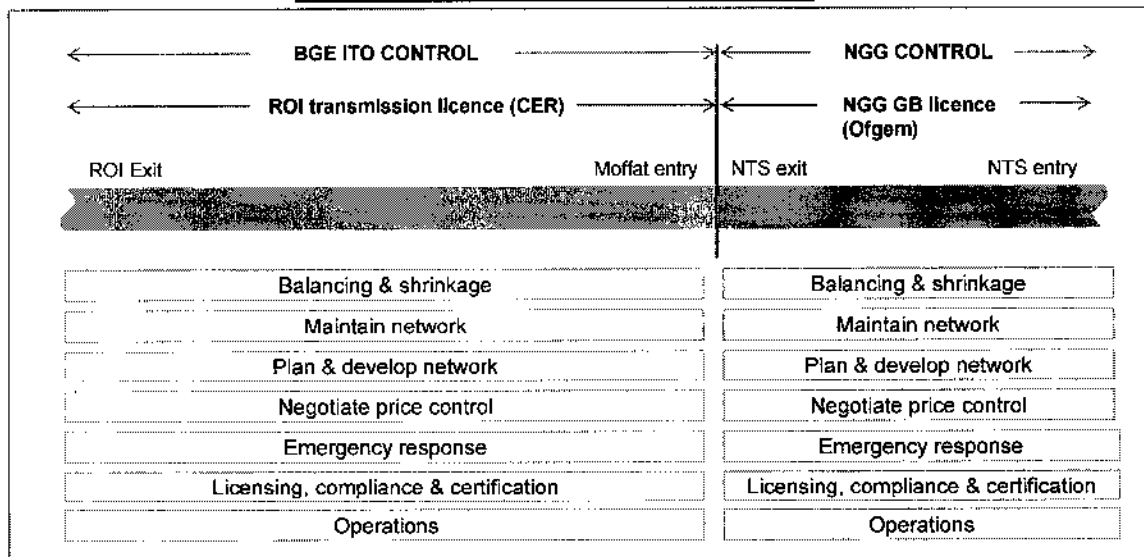 BGE ITO CONTROL
NGG CONTROL
ROI transmission licence (CER)
NGG GB licence
(Ofgem)
ROI Exit
Moffat entry
NTS exit
NTS entry
Balancing & shrinkage
Balancing & shrinkage
Maintain network
Maintain network
Plan & develop network
Plan & develop network
Negotiate price control
Negotiate price control
Emergency response
Emergency response
Licensing, compliance & certification
Licensing, compliance & certification
Operations
Operations